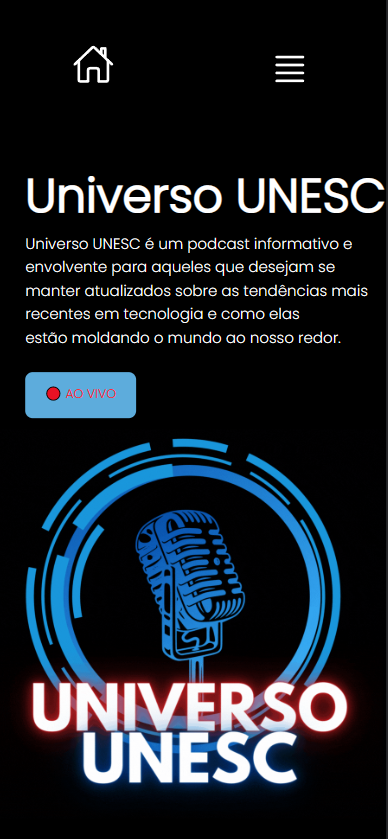 Universo UNESC
Universo UNESC é um podcast informativo e
envolvente para aqueles que desejam se
manter atualizados sobre as tendências mais
recentes em tecnologia e como elas
estão moldando o mundo ao nosso redor.
AO VIVO
UNIVERSO
UNESC